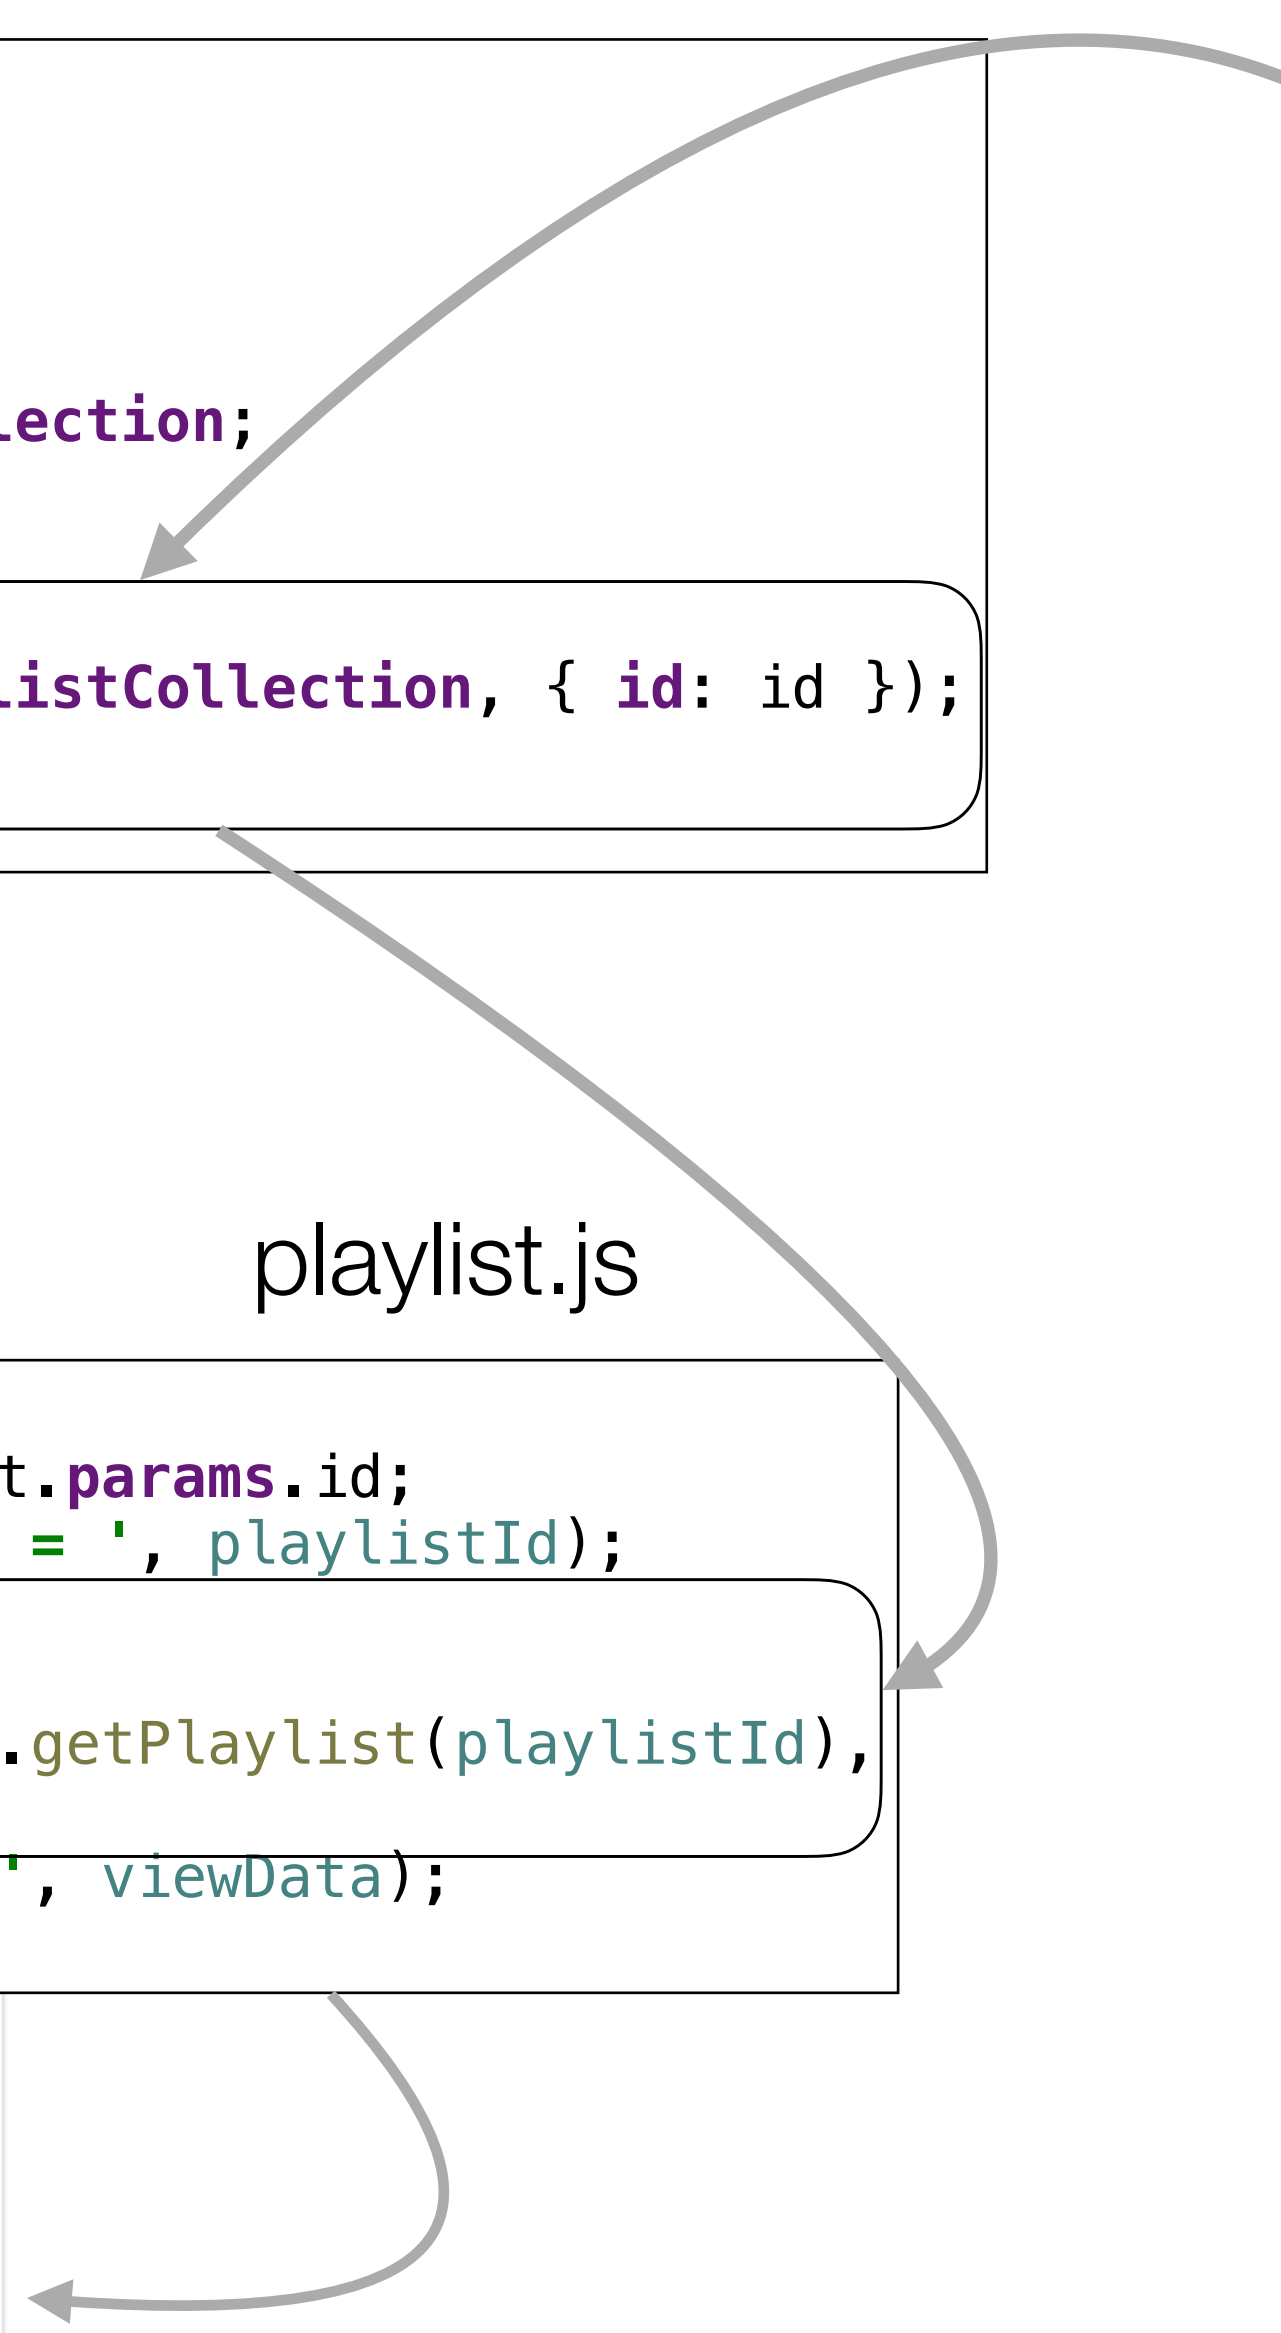 lection;
listCollection, { id: id });
playlist.js
t.params.id;
= ', playlistId);
.getPlaylist(playlistId),
', viewData);